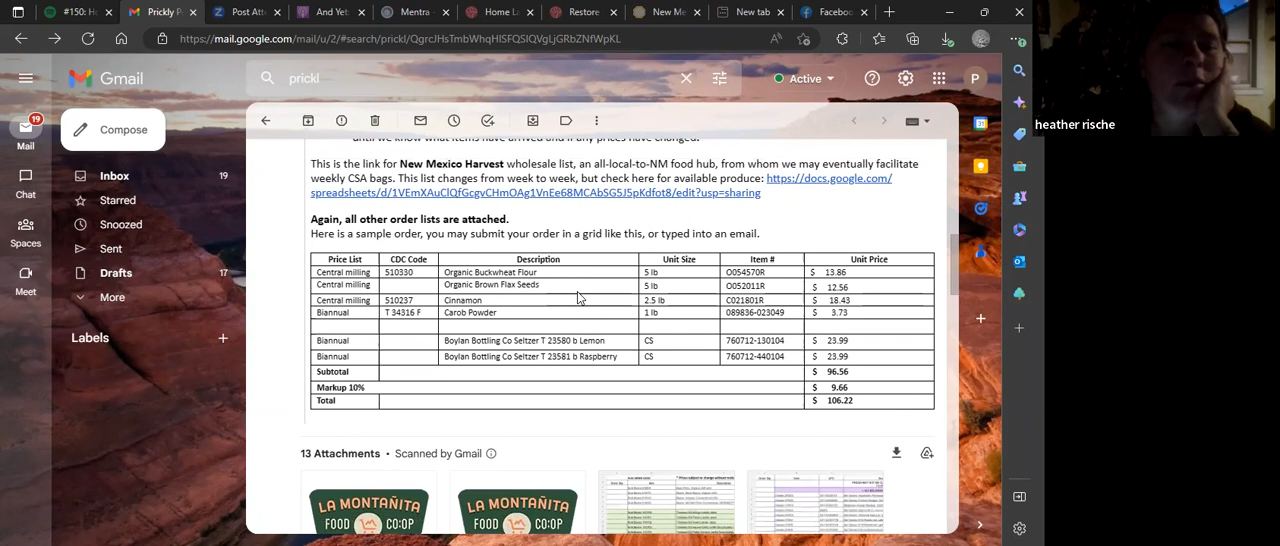 #150: H
Prickly P
Post Att
And Yet
Mentra -
Home L
Restore
New Me
New tab
Faceboo
https://mail.google.com/mail/u/2/#search/prickl/QgrcJHsTmbWhqHlSFQSlQVgLjGRbZNfWpKL
Gmail
prickl
Active
P
heather rische
19
Mail
Chat
Spaces
Meet
Compose
Inbox 19
Starred
Snoozed
Sent
Drafts 17
More
Labels
until we know what items have arrived and if any prices have changed.
This is the link for New Mexico Harvest wholesale list, an all-local-to-NM food hub, from whom we may eventually facilitate
weekly CSA bags. This list changes from week to week, but check here for available produce: https://docs.google.com/
spreadsheets/d/1VEmXAuClQfGcgvCHmOAg1VnEe68MCAbSG5J5pKdfot8/edit?usp=sharing
Again, all other order lists are attached.
Here is a sample order, you may submit your order in a grid like this, or typed into an email.
Price List CDC Code Description Unit Size Item # Unit Price
Central milling 510330 Organic Buckwheat Flour 5 lb O054570R $ 13.86
Central milling Organic Brown Flax Seeds 5 lb O052011R $ 12.56
Central milling 510237 Cinnamon 2.5 lb C021801R $ 18.43
Biannual T 34316 F Carob Powder 1 lb 089836-023049 $ 3.73
Biannual Boylan Bottling Co Seltzer T 23580 b Lemon CS 760712-130104 $ 23.99
Biannual Boylan Bottling Co Seltzer T 23581 b Raspberry CS 760712-440104 $ 23.99
Subtotal $ 96.56
Markup 10% $ 9.66
Total $ 106.22
13 Attachments • Scanned by Gmail
LA MONTAÑITA
FOOD CO-OP
LA MONTAÑITA
FOOD CO-OP